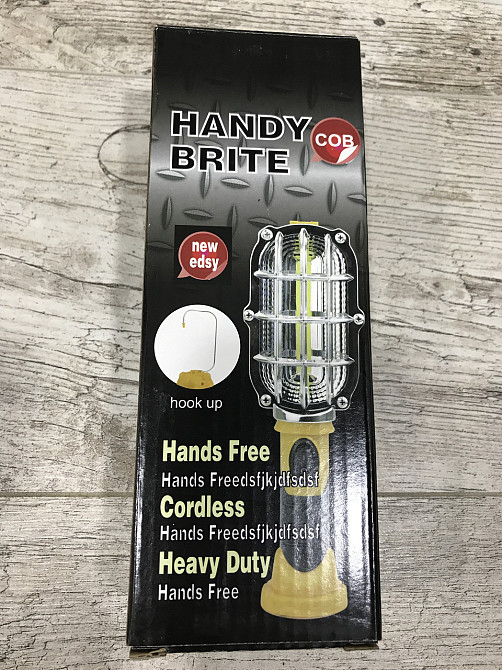 HANDY
BRITE
COB
new
edsy
hook up
Hands Free
Hands Freedsfjkjdfsdsf
Cordless
Hands Freedsfjkjdfsdsf
Heavy Duty
Hands Free